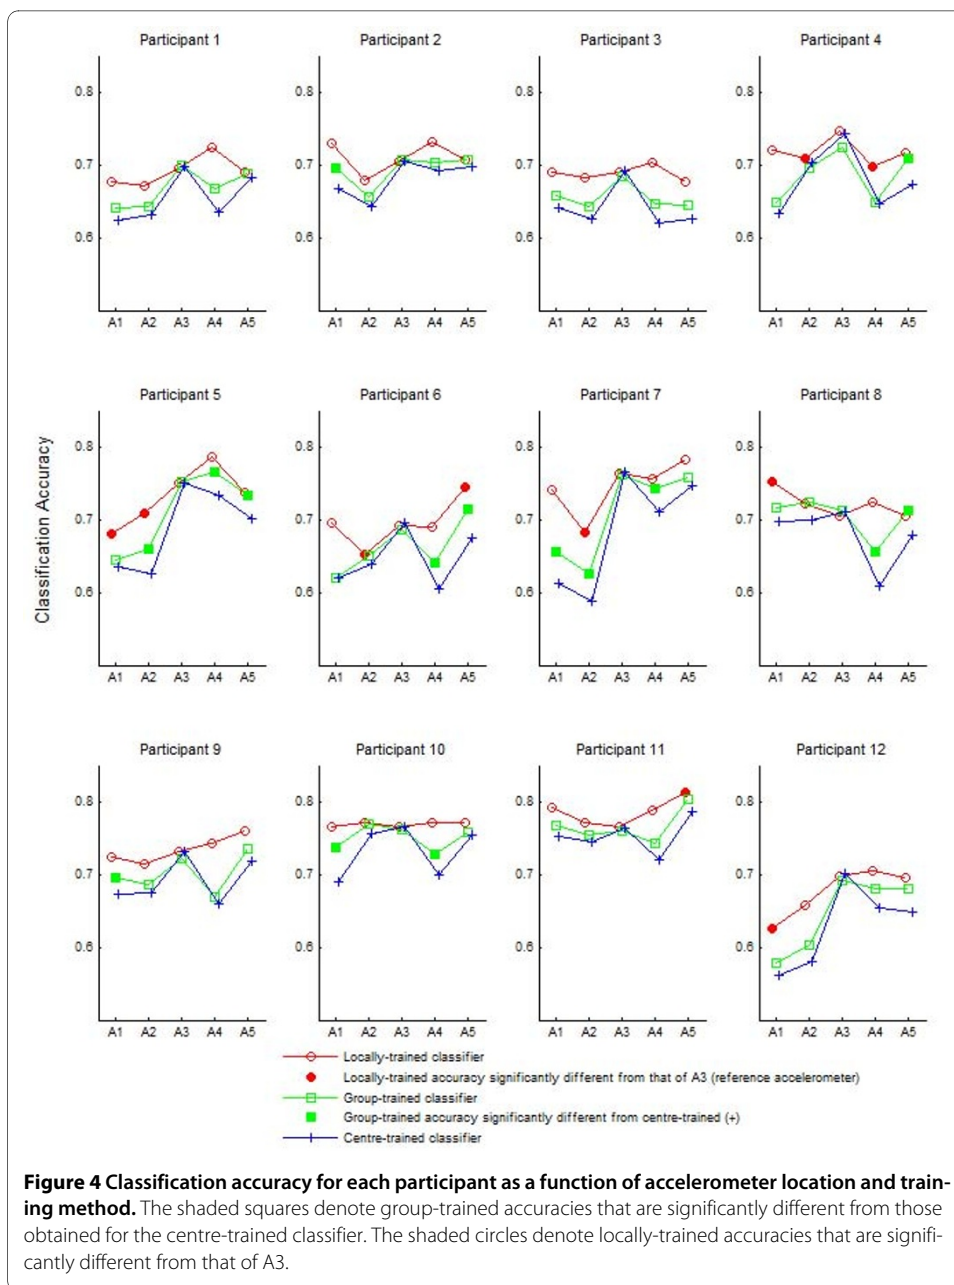 Participant 1
Participant 2
Participant 3
Participant 4
0.8
0.7
0.6
A1 A2 A3 A4 A5
0.8
0.7
0.6
A1 A2 A3 A4 A5
0.8
0.7
0.6
A1 A2 A3 A4 A5
0.8
0.7
0.6
A1 A2 A3 A4 A5
Classification Accuracy
Participant 5
Participant 6
Participant 7
Participant 8
0.8
0.7
0.6
A1 A2 A3 A4 A5
0.8
0.7
0.6
A1 A2 A3 A4 A5
0.8
0.7
0.6
A1 A2 A3 A4 A5
0.8
0.7
0.6
A1 A2 A3 A4 A5
Participant 9
Participant 10
Participant 11
Participant 12
0.8
0.7
0.6
A1 A2 A3 A4 A5
0.8
0.7
0.6
A1 A2 A3 A4 A5
0.8
0.7
0.6
A1 A2 A3 A4 A5
0.8
0.7
0.6
A1 A2 A3 A4 A5
Locally-trained classifier
Locally-trained accuracy significantly different from that of A3 (reference accelerometer)
Group-trained classifier
Group-trained accuracy significantly different from centre-trained (+)
Centre-trained classifier
Figure 4 Classification accuracy for each participant as a function of accelerometer location and train-
ing method. The shaded squares denote group-trained accuracies that are significantly different from those
obtained for the centre-trained classifier. The shaded circles denote locally-trained accuracies that are signifi-
cantly different from that of A3.